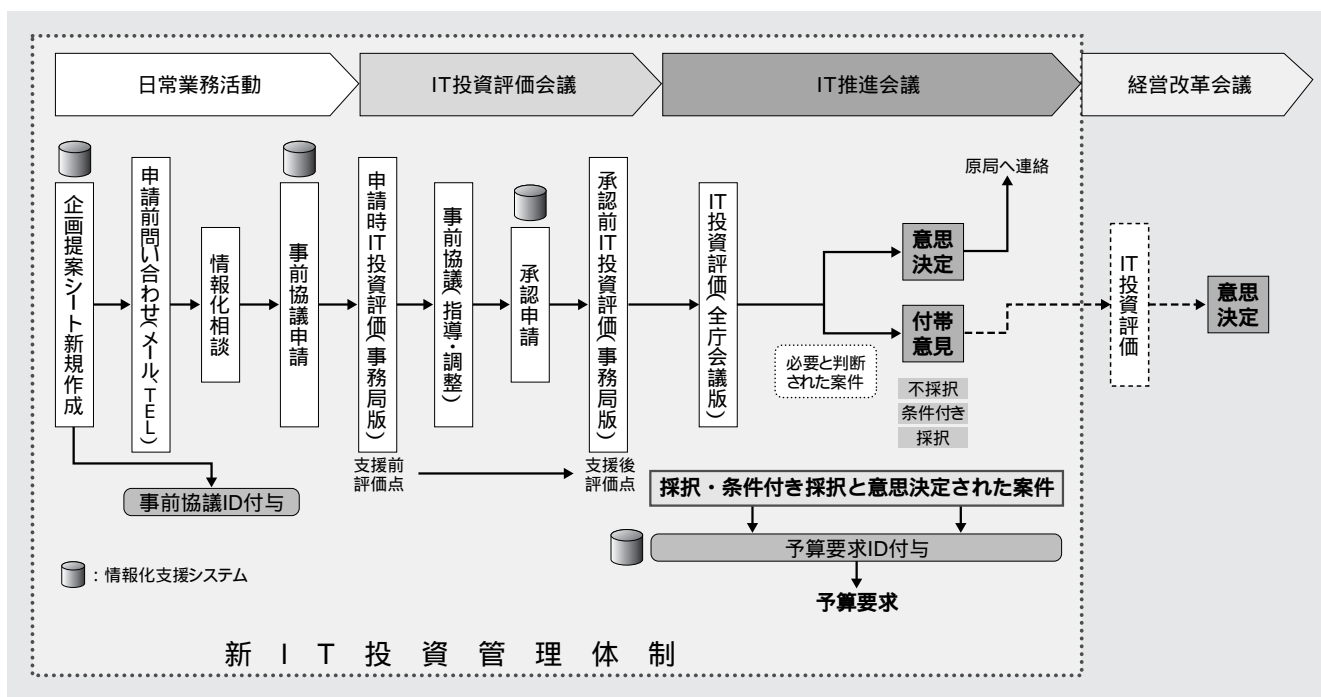 日常業務活動
IT投資評価会議
IT推進会議
経営改革会議
企画提案シート新規作成
申請前問い合わせ(メール、TEL)
情報化相談
事前協議申請
申請時IT投資評価(事務局版)
事前協議(指導・調整)
承認申請
承認前IT投資評価(事務局版)
IT投資評価(全庁会議版)
原局へ連絡
意思
決定
付帯
意見
必要と判断
された案件
不採択
条件付き
採択
IT投資評価
意思
決定
支援前
評価点
支援後
評価点
事前協議ID付与
採択・条件付き採択と意思決定された案件
予算要求ID付与
予算要求
:情報化支援システム
新IT投資管理体制